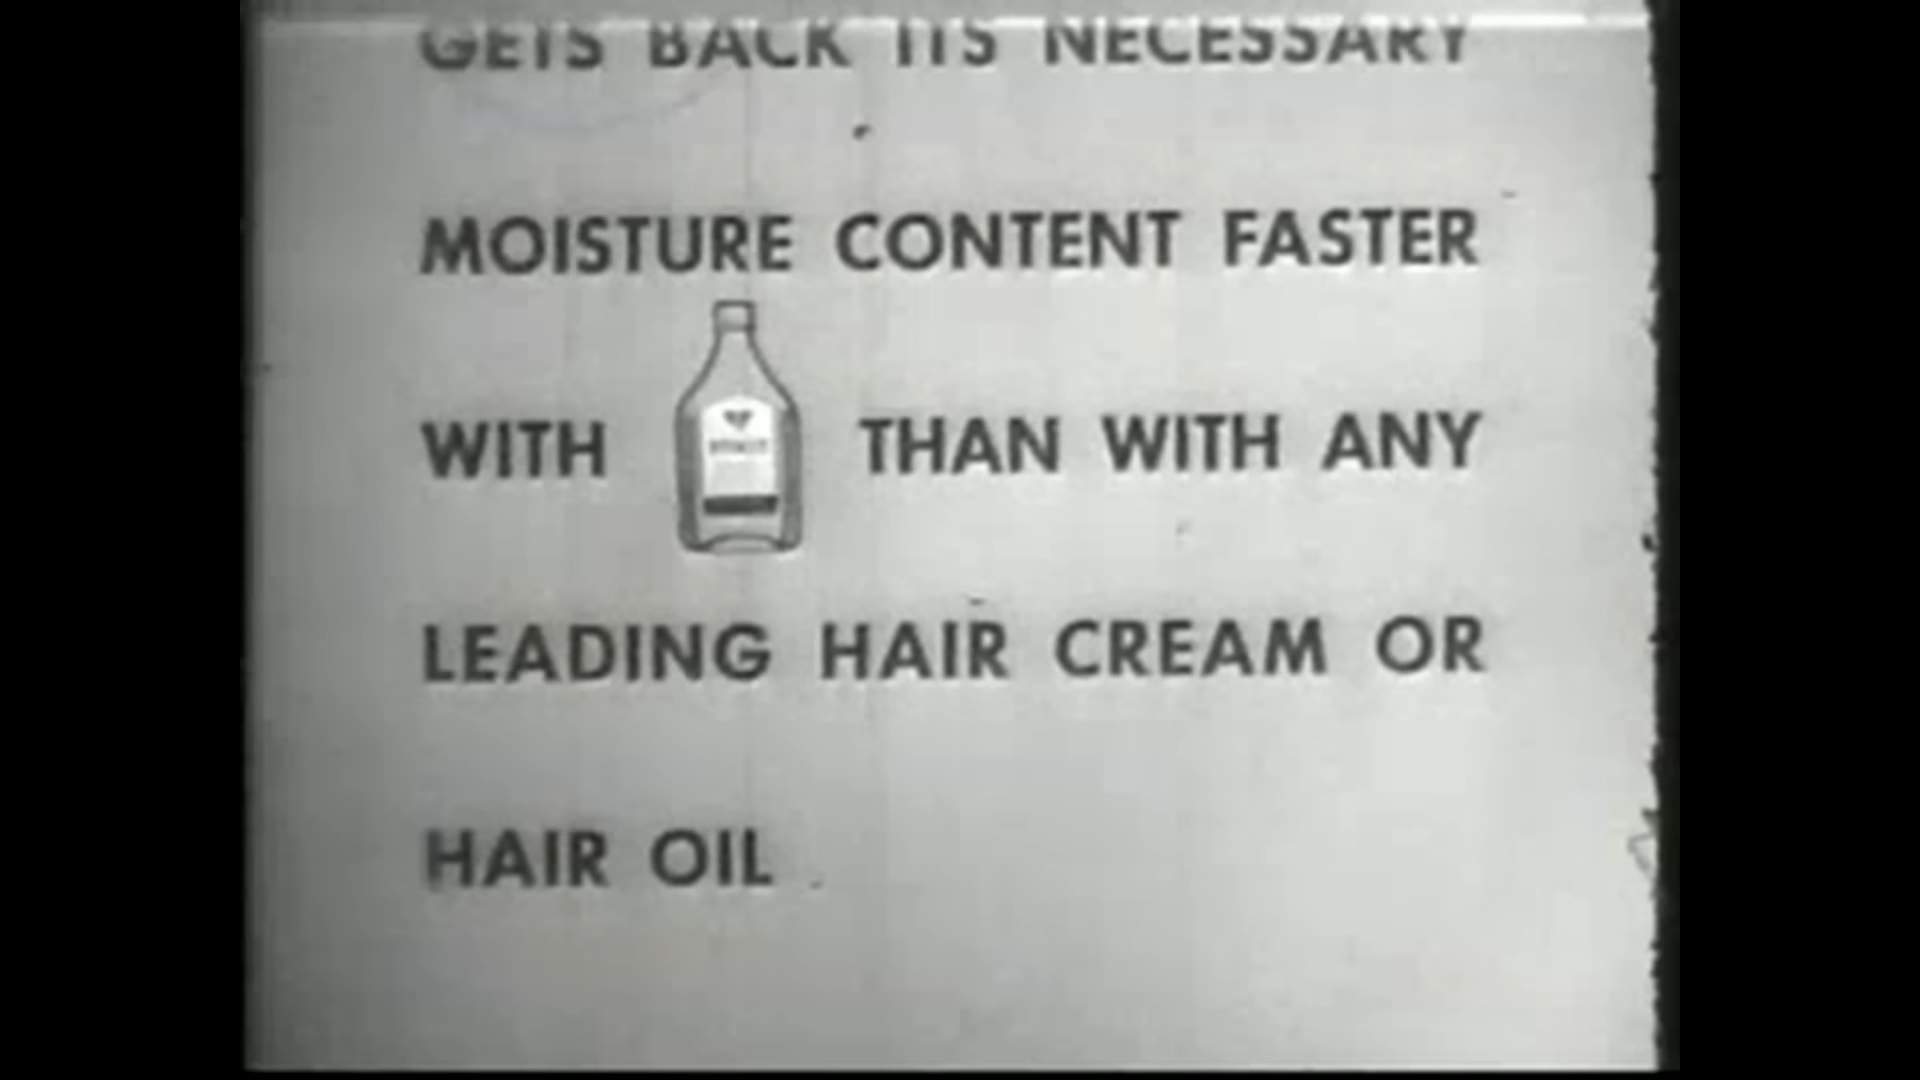 GETS BACK ITS NECESSARY
MOISTURE CONTENT FASTER
WITH THAN WITH ANY
LEADING HAIR CREAM OR
HAIR OIL